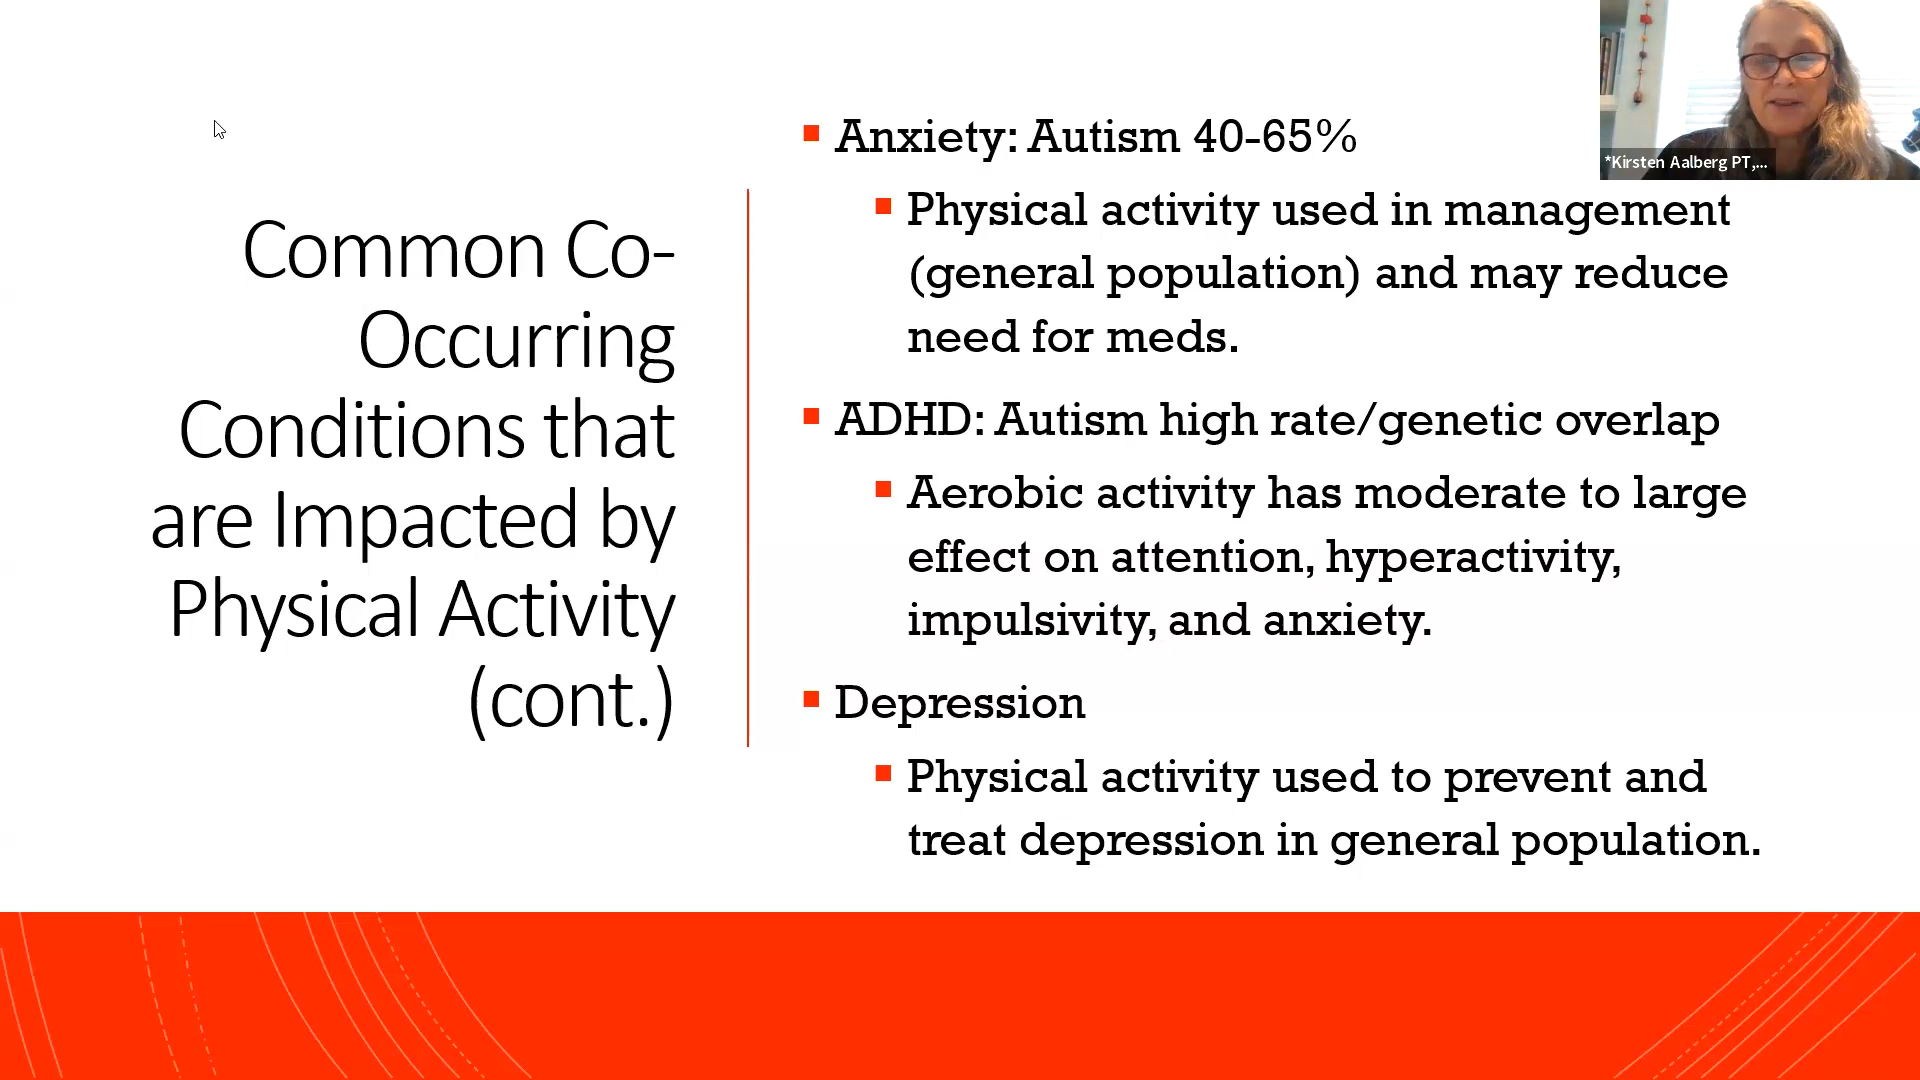 Common Co-
Occurring
Conditions that
are Impacted by
Physical Activity
(cont.)
Anxiety: Autism 40-65%
Physical activity used in management
(general population) and may reduce
need for meds.
ADHD: Autism high rate/genetic overlap
Aerobic activity has moderate to large
effect on attention, hyperactivity,
impulsivity, and anxiety.
Depression
Physical activity used to prevent and
treat depression in general population.
*Kirsten Aalberg PT,...